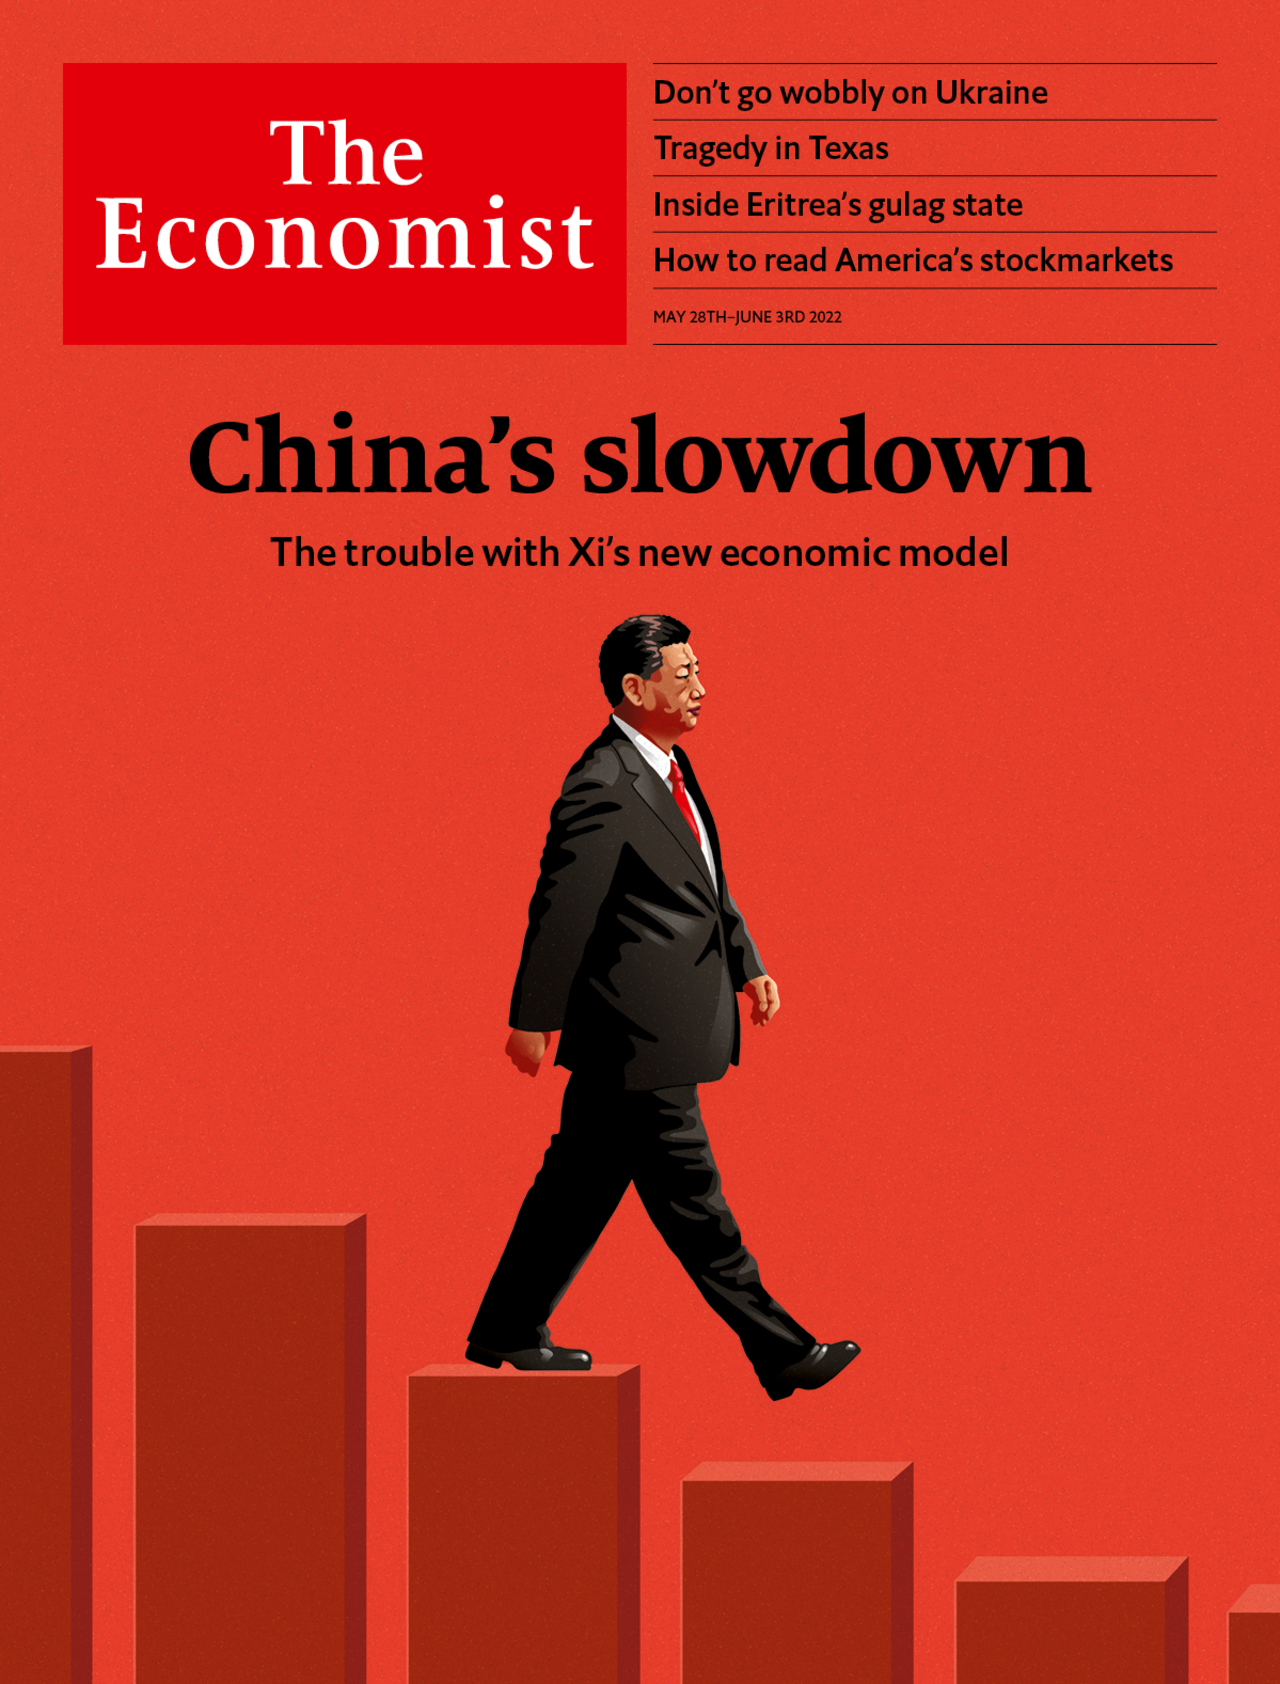 The
Economist
Don’t go wobbly on Ukraine
Tragedy in Texas
Inside Eritrea’s gulag state
How to read America’s stockmarkets
MAY 28TH–JUNE 3RD 2022
China’s slowdown
The trouble with Xi’s new economic model